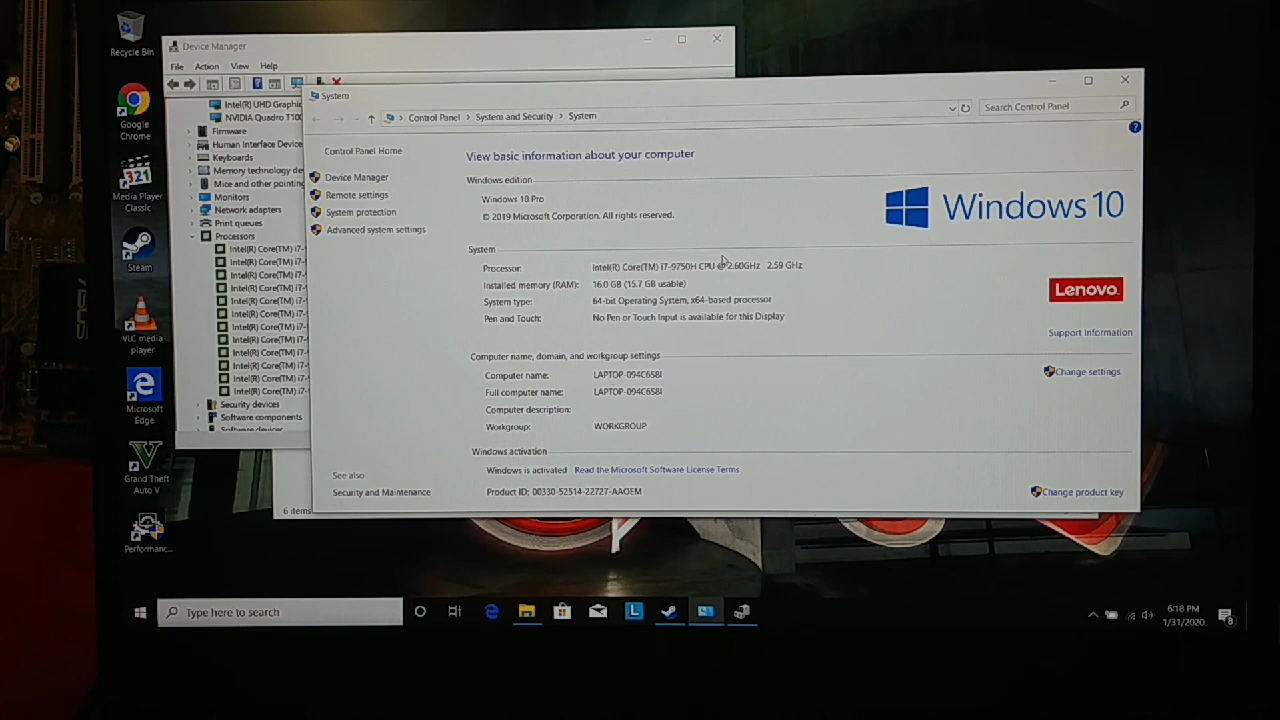 Recycle Bin
Google Chrome
Media Player Classic
321
Steam
VLC media player
Microsoft Edge
Grand Theft Auto V
Performanc...
Device Manager
File Action View Help
Intel(R) UHD Graphic
NVIDIA Quadro T100
Firmware
Human Interface Device
Keyboards
Memory technology de
Mice and other pointing
Monitors
Network adapters
Print queues
Processors
Intel(R) Core(TM) i7-9
Intel(R) Core(TM) i7-
Intel(R) Core(TM) i7-
Intel(R) Core(TM) i7-
Intel(R) Core(TM) i7-
Intel(R) Core(TM) i7-
Intel(R) Core(TM) i7-
Intel(R) Core(TM) i7-
Intel(R) Core(TM) i7-
Intel(R) Core(TM) i7-
Intel(R) Core(TM) i7-
Intel(R) Core(TM) i7-
Security devices
Software components
Software devices
6 items
System
Control Panel > System and Security > System
Search Control Panel
Control Panel Home
Device Manager
Remote settings
System protection
Advanced system settings
See also
Security and Maintenance
View basic information about your computer
Windows edition
Windows 10 Pro
© 2019 Microsoft Corporation. All rights reserved.
Windows 10
System
Processor: Intel(R) Core(TM) i7-9750H CPU @ 2.60GHz 2.59 GHz
Installed memory (RAM): 16.0 GB (15.7 GB usable)
System type: 64-bit Operating System, x64-based processor
Pen and Touch: No Pen or Touch Input is available for this Display
Lenovo.
Support Information
Computer name, domain, and workgroup settings
Computer name: LAPTOP-094C658I
Full computer name: LAPTOP-094C658I
Computer description:
Workgroup: WORKGROUP
Change settings
Windows activation
Windows is activated Read the Microsoft Software License Terms
Product ID: 00330-52514-22727-AAOEM
Change product key
Type here to search
6:18 PM
1/31/2020
8